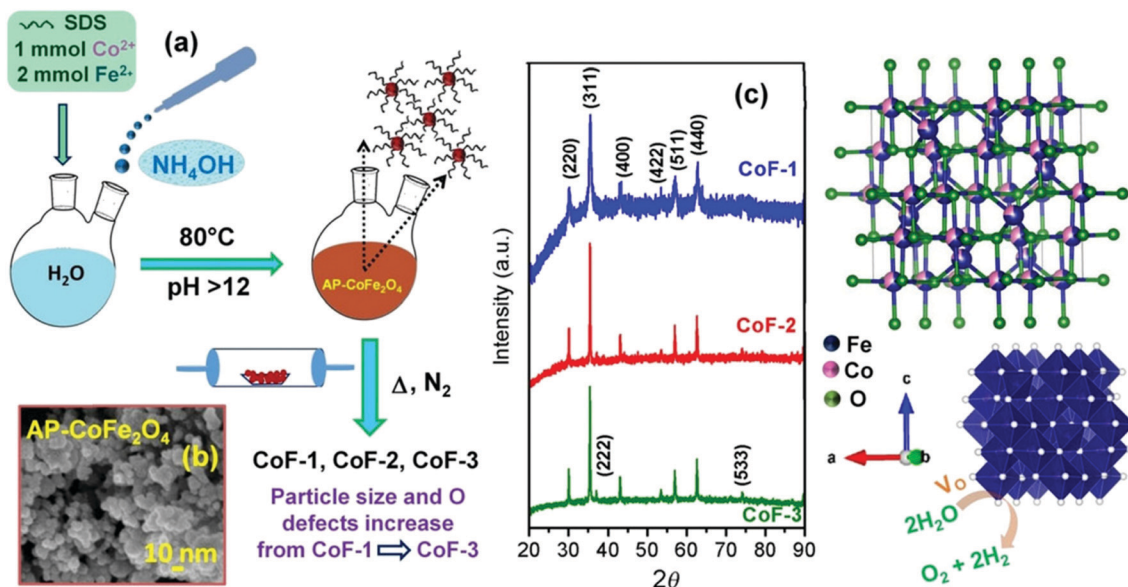 SDS
1 mmol Co²⁺
2 mmol Fe²⁺
(a)
NH₄OH
H₂O
80°C
pH >12
AP-CoFe₂O₄
Δ, N₂
AP-CoFe₂O₄
(b)
10 nm
CoF-1, CoF-2, CoF-3
Particle size and O
defects increase
from CoF-1 ⇒ CoF-3
(c)
Intensity (a.u.)
(220)
(311)
(400)
(422)
(511)
(440)
CoF-1
CoF-2
(222)
(533)
CoF-3
20 30 40 50 60 70 80 90
2θ
Fe
Co
O
c
a
b
Vₒ
2H₂O
O₂ + 2H₂